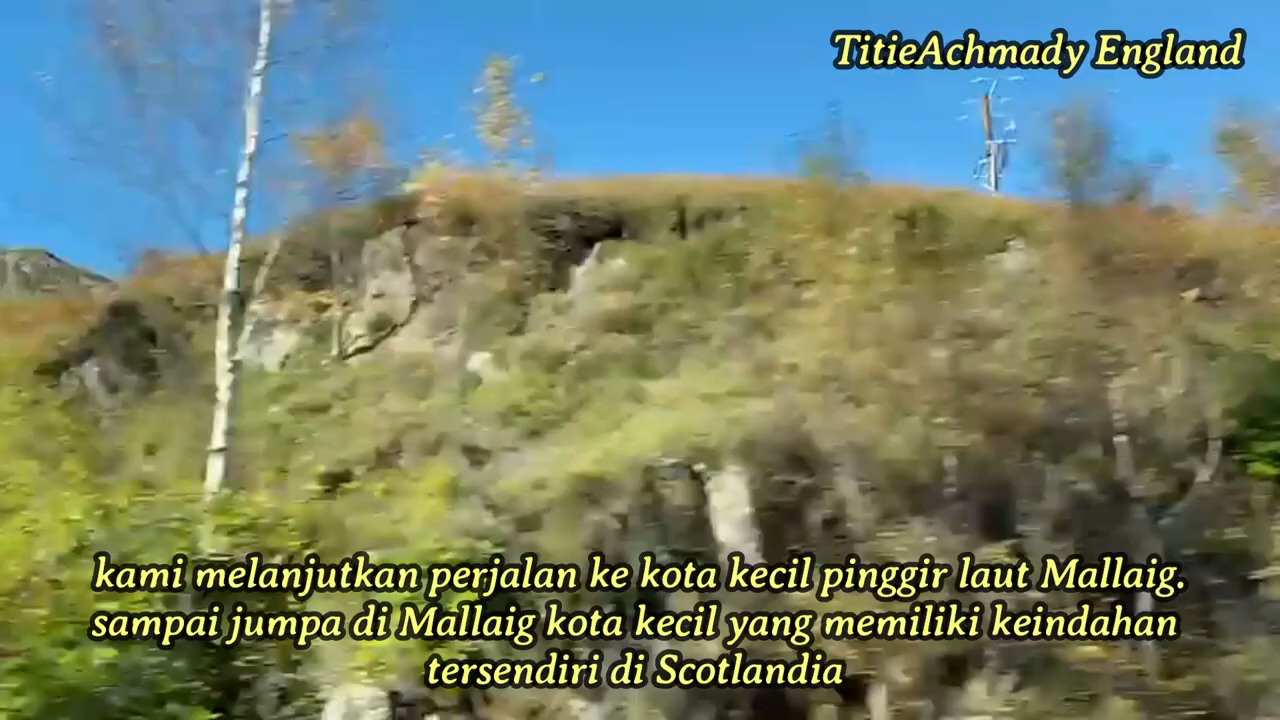 TitieAchmady England
kami melanjutkan perjalan ke kota kecil pinggir laut Mallaig.
sampai jumpa di Mallaig kota kecil yang memiliki keindahan
tersendiri di Scotlandia